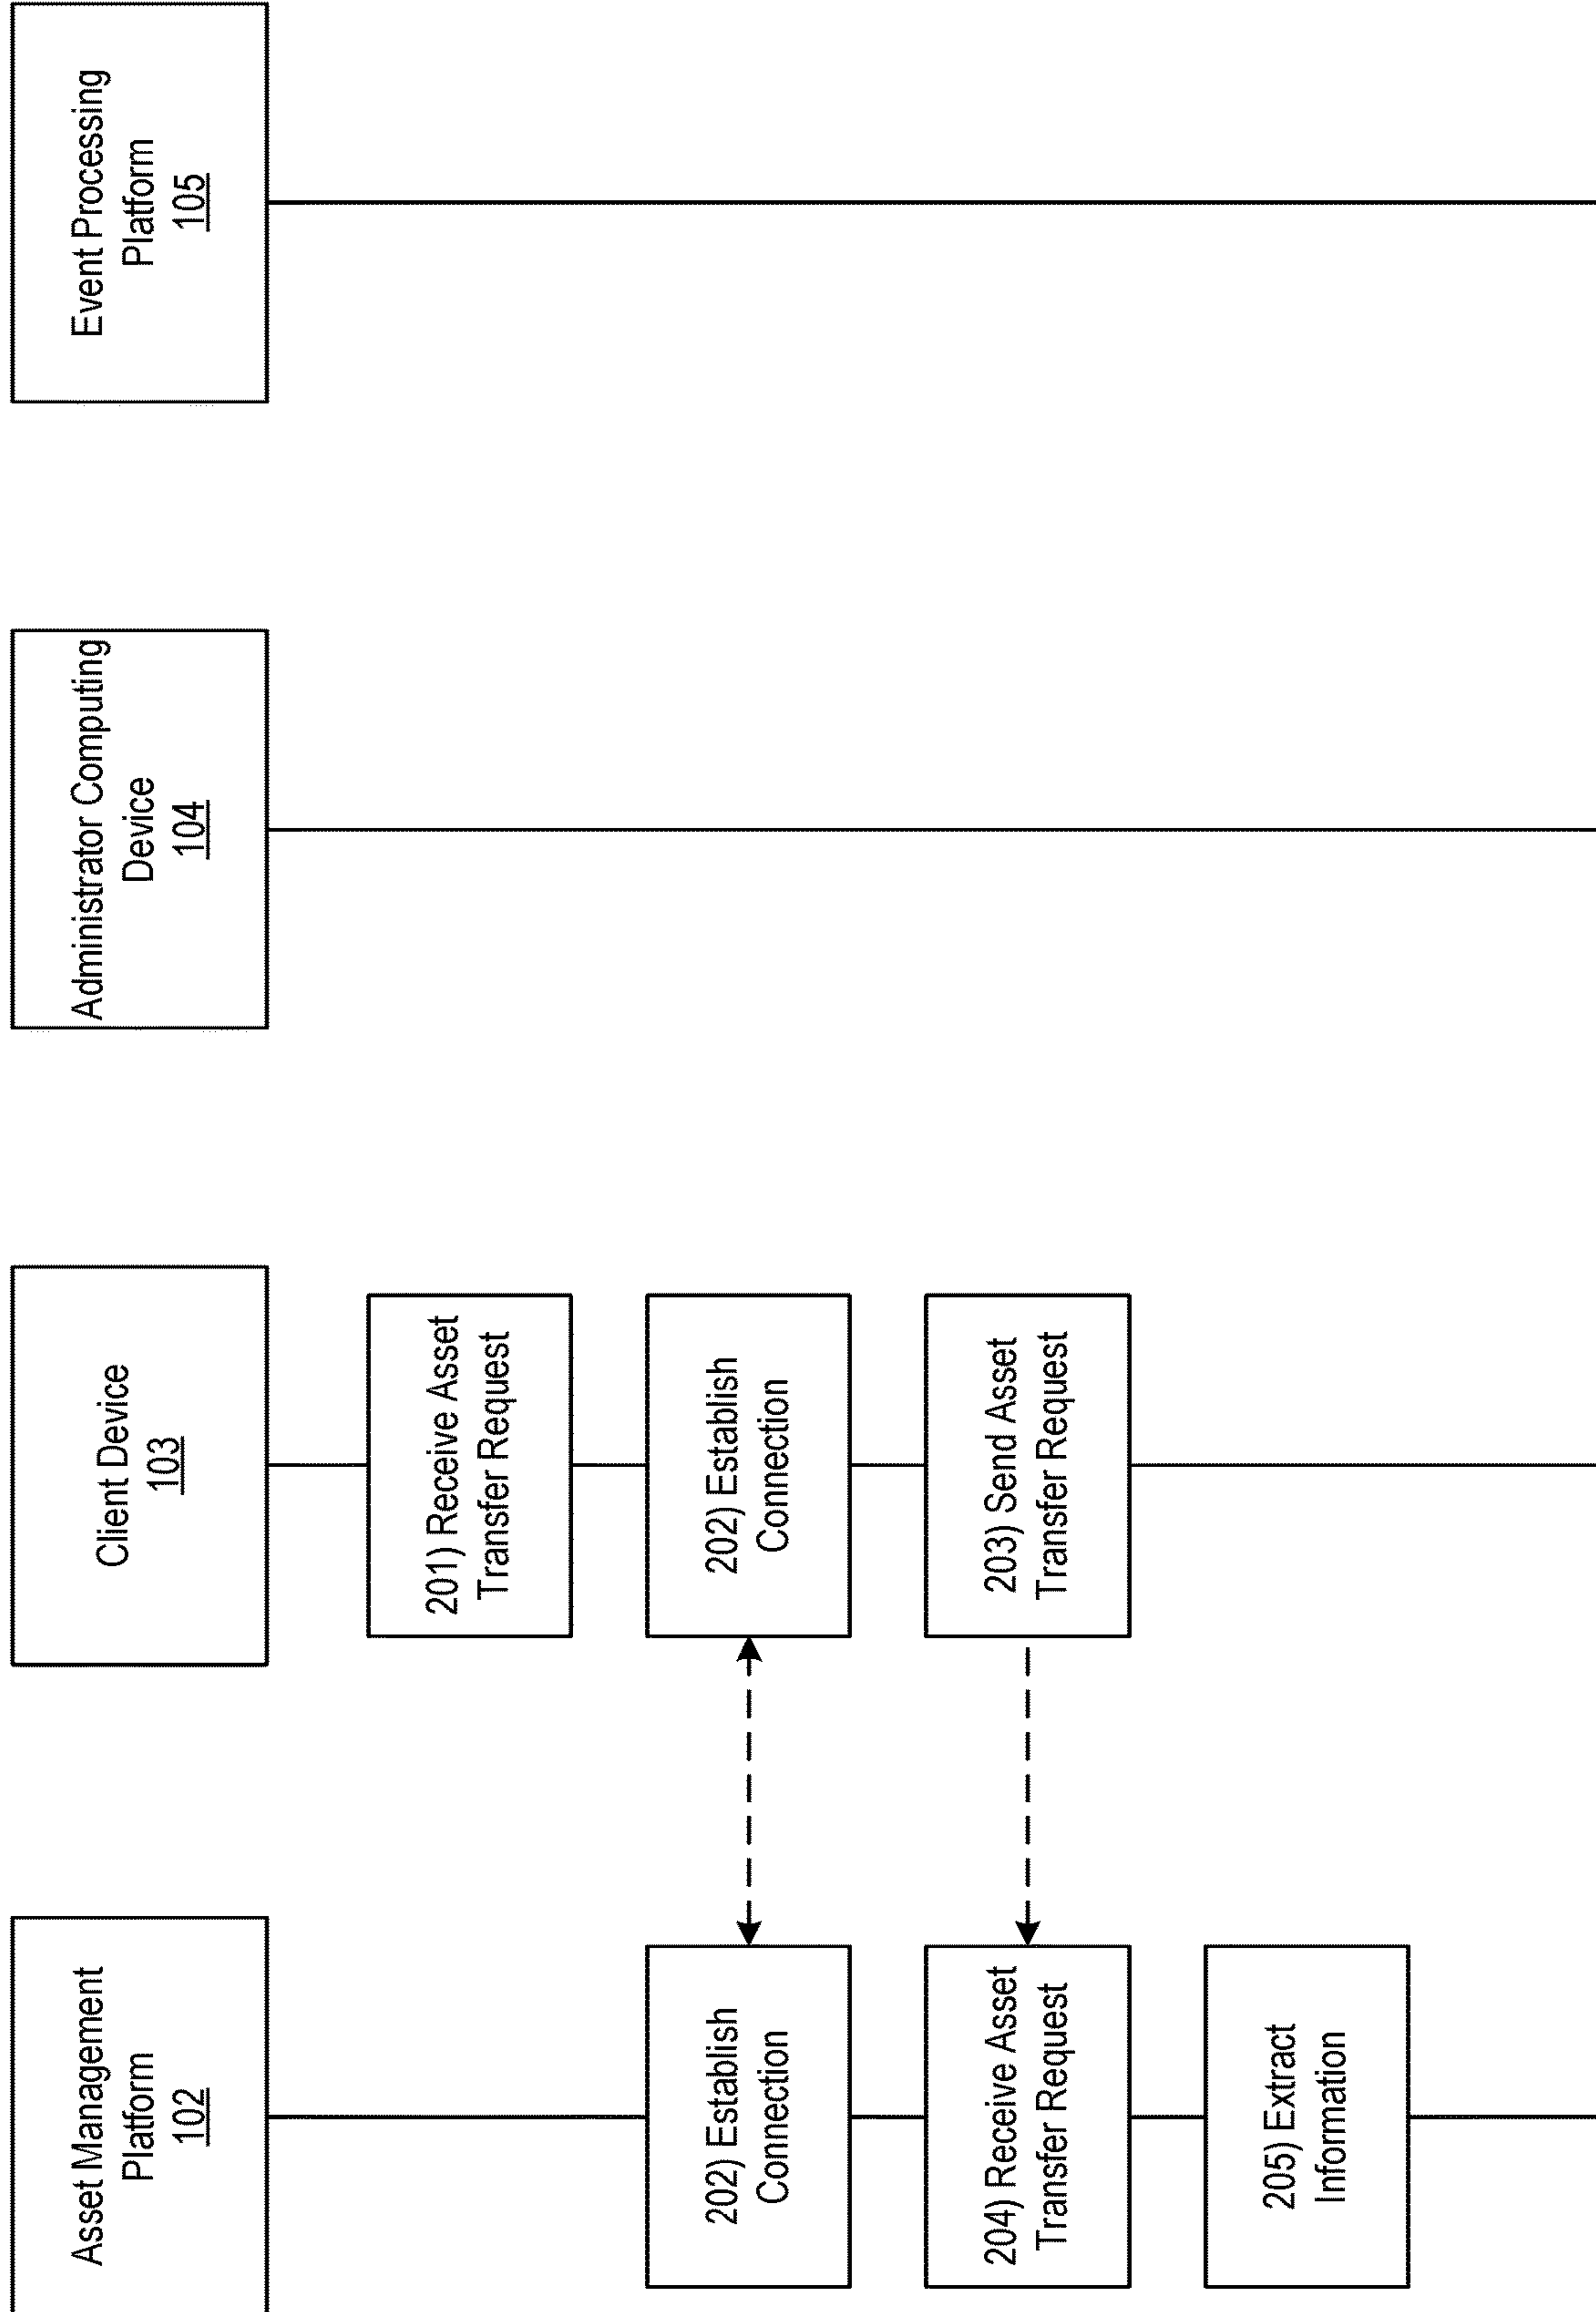 Asset Management
Platform
102
Client Device
103
Administrator Computing
Device
104
Event Processing
Platform
105
201) Receive Asset
Transfer Request
202) Establish
Connection
202) Establish
Connection
204) Receive Asset
Transfer Request
203) Send Asset
Transfer Request
205) Extract
Information